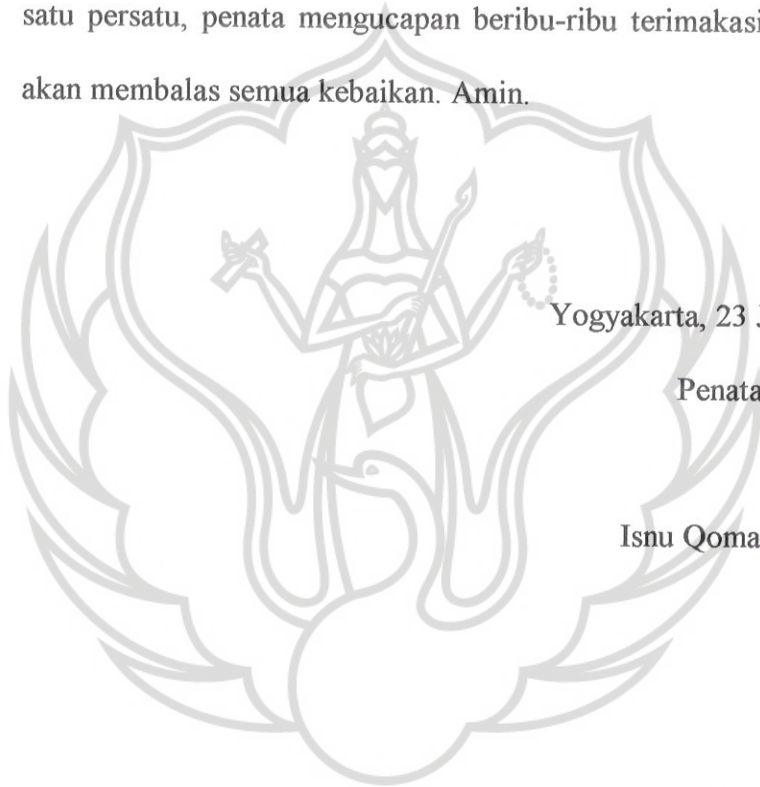 satu persatu, penata mengucapan beribu-ribu terimakasi
akan membalas semua kebaikan. Amin.
Yogyakarta, 23 J
Penata
Isnu Qoma